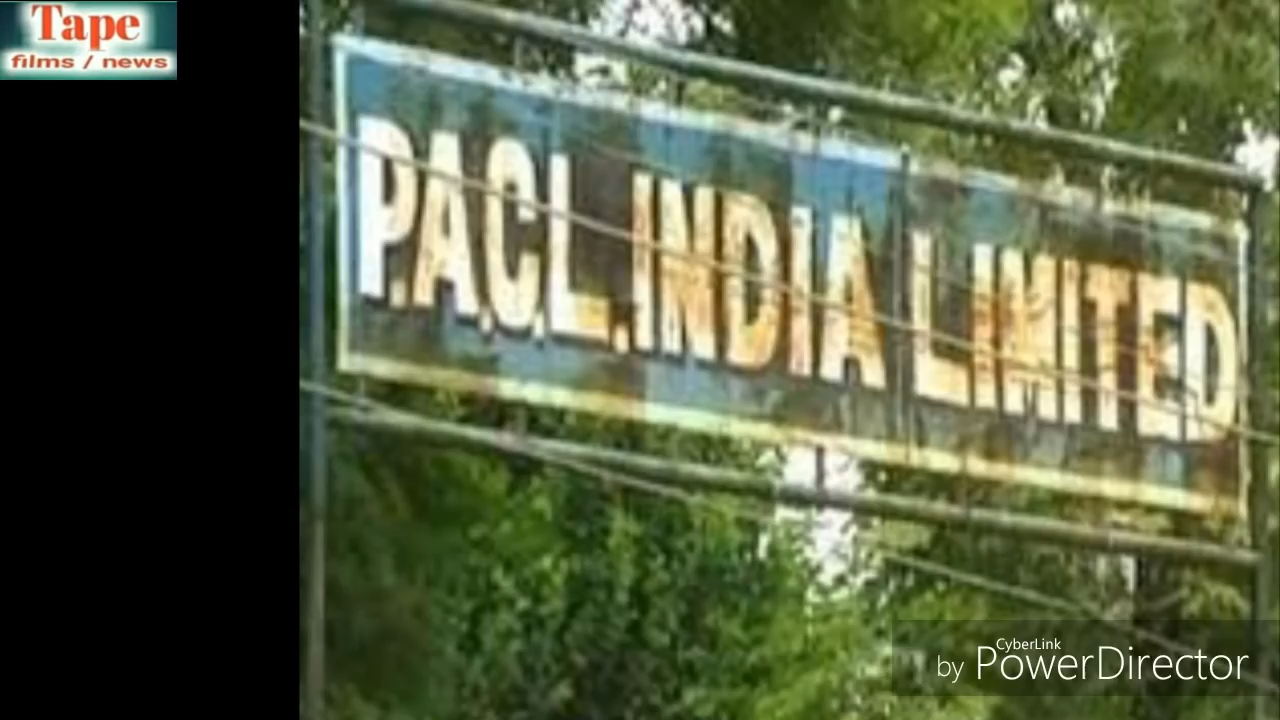 Tape
films / news
P.A.C.L.INDIA LIMITED
CyberLink
by PowerDirector